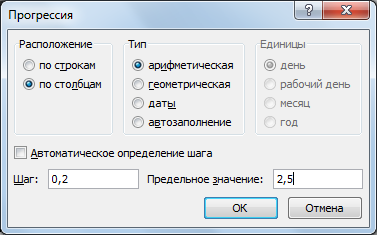 Прогрессия
Расположение
по строкам
по столбцам
Тип
арифметическая
геометрическая
даты
автозаполнение
Единицы
день
рабочий день
месяц
год
Автоматическое определение шага
Шаг: 0,2 Предельное значение: 2,5
ОК Отмена